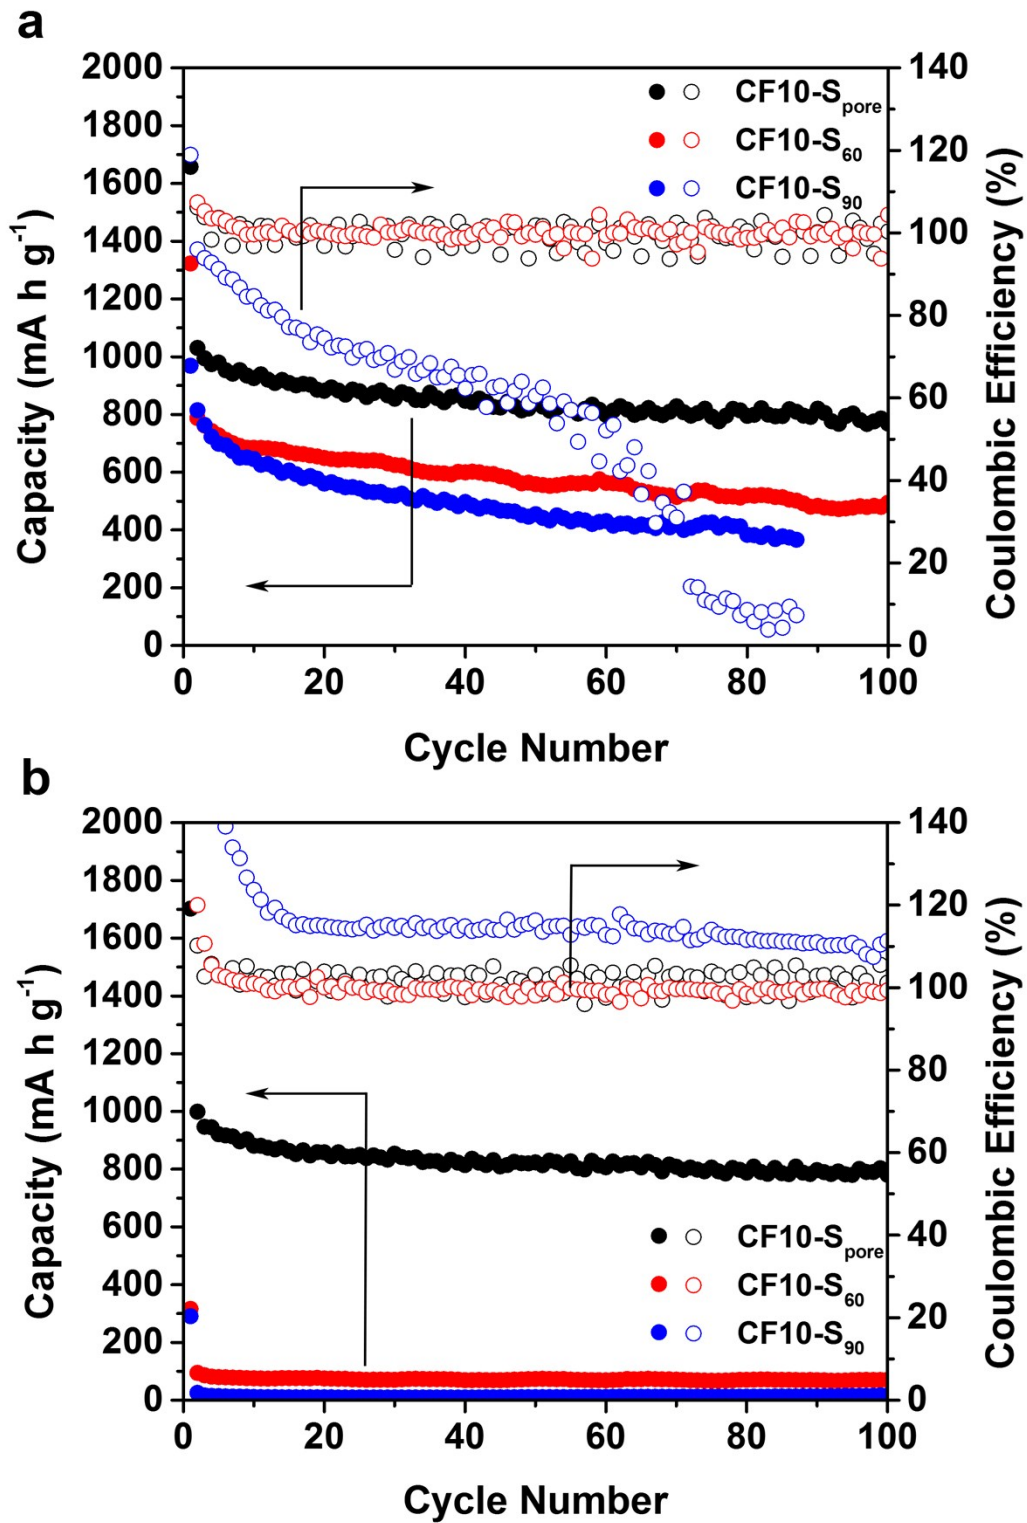 a
2000
1800
1600
1400
1200
1000
800
600
400
200
0
Capacity (mA h g⁻¹)
140
120
100
80
60
40
20
0
Coulombic Efficiency (%)
CF10-Spore
CF10-S60
CF10-S90
0 20 40 60 80 100
Cycle Number
b
2000
1800
1600
1400
1200
1000
800
600
400
200
0
Capacity (mA h g⁻¹)
140
120
100
80
60
40
20
0
Coulombic Efficiency (%)
CF10-Spore
CF10-S60
CF10-S90
0 20 40 60 80 100
Cycle Number